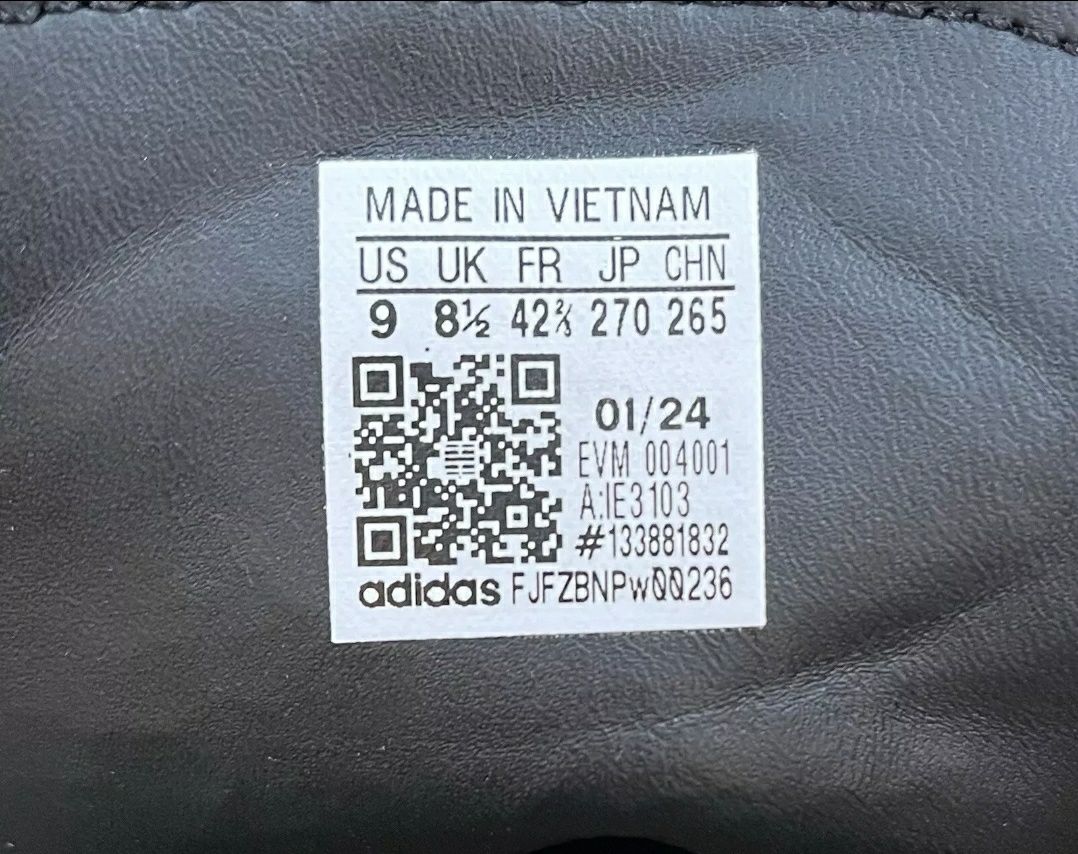 MADE IN VIETNAM
US UK FR JP CHN
9 8½ 42⅔ 270 265
01/24
EVM 004001
A:IE3103
#133881832
adidas FJFZBNPW00236